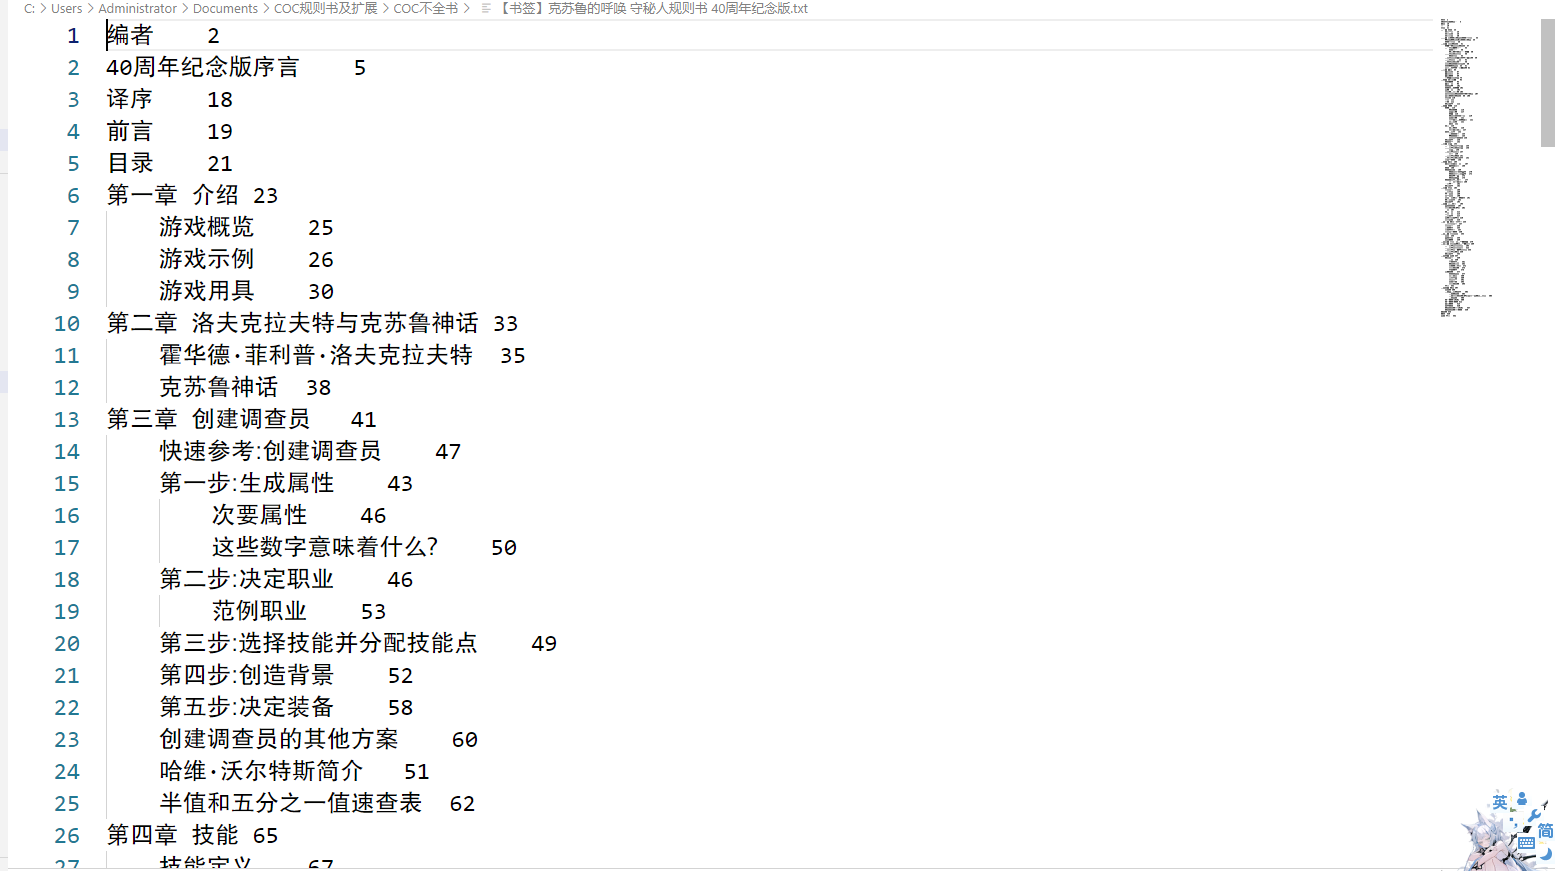 C: > Users > Administrator > Documents > COC规则书及扩展 > COC不全书 > 【书签】克苏鲁的呼唤 守秘人规则书 40周年纪念版.txt
1 编者 2
2 40周年纪念版序言 5
3 译序 18
4 前言 19
5 目录 21
6 第一章 介绍 23
7 游戏概览 25
8 游戏示例 26
9 游戏用具 30
10 第二章 洛夫克拉夫特与克苏鲁神话 33
11 霍华德·菲利普·洛夫克拉夫特 35
12 克苏鲁神话 38
13 第三章 创建调查员 41
14 快速参考:创建调查员 47
15 第一步:生成属性 43
16 次要属性 46
17 这些数字意味着什么? 50
18 第二步:决定职业 46
19 范例职业 53
20 第三步:选择技能并分配技能点 49
21 第四步:创造背景 52
22 第五步:决定装备 58
23 创建调查员的其他方案 60
24 哈维·沃尔特斯简介 51
25 半值和五分之一值速查表 62
26 第四章 技能 65
27 技能定义 67
英
简